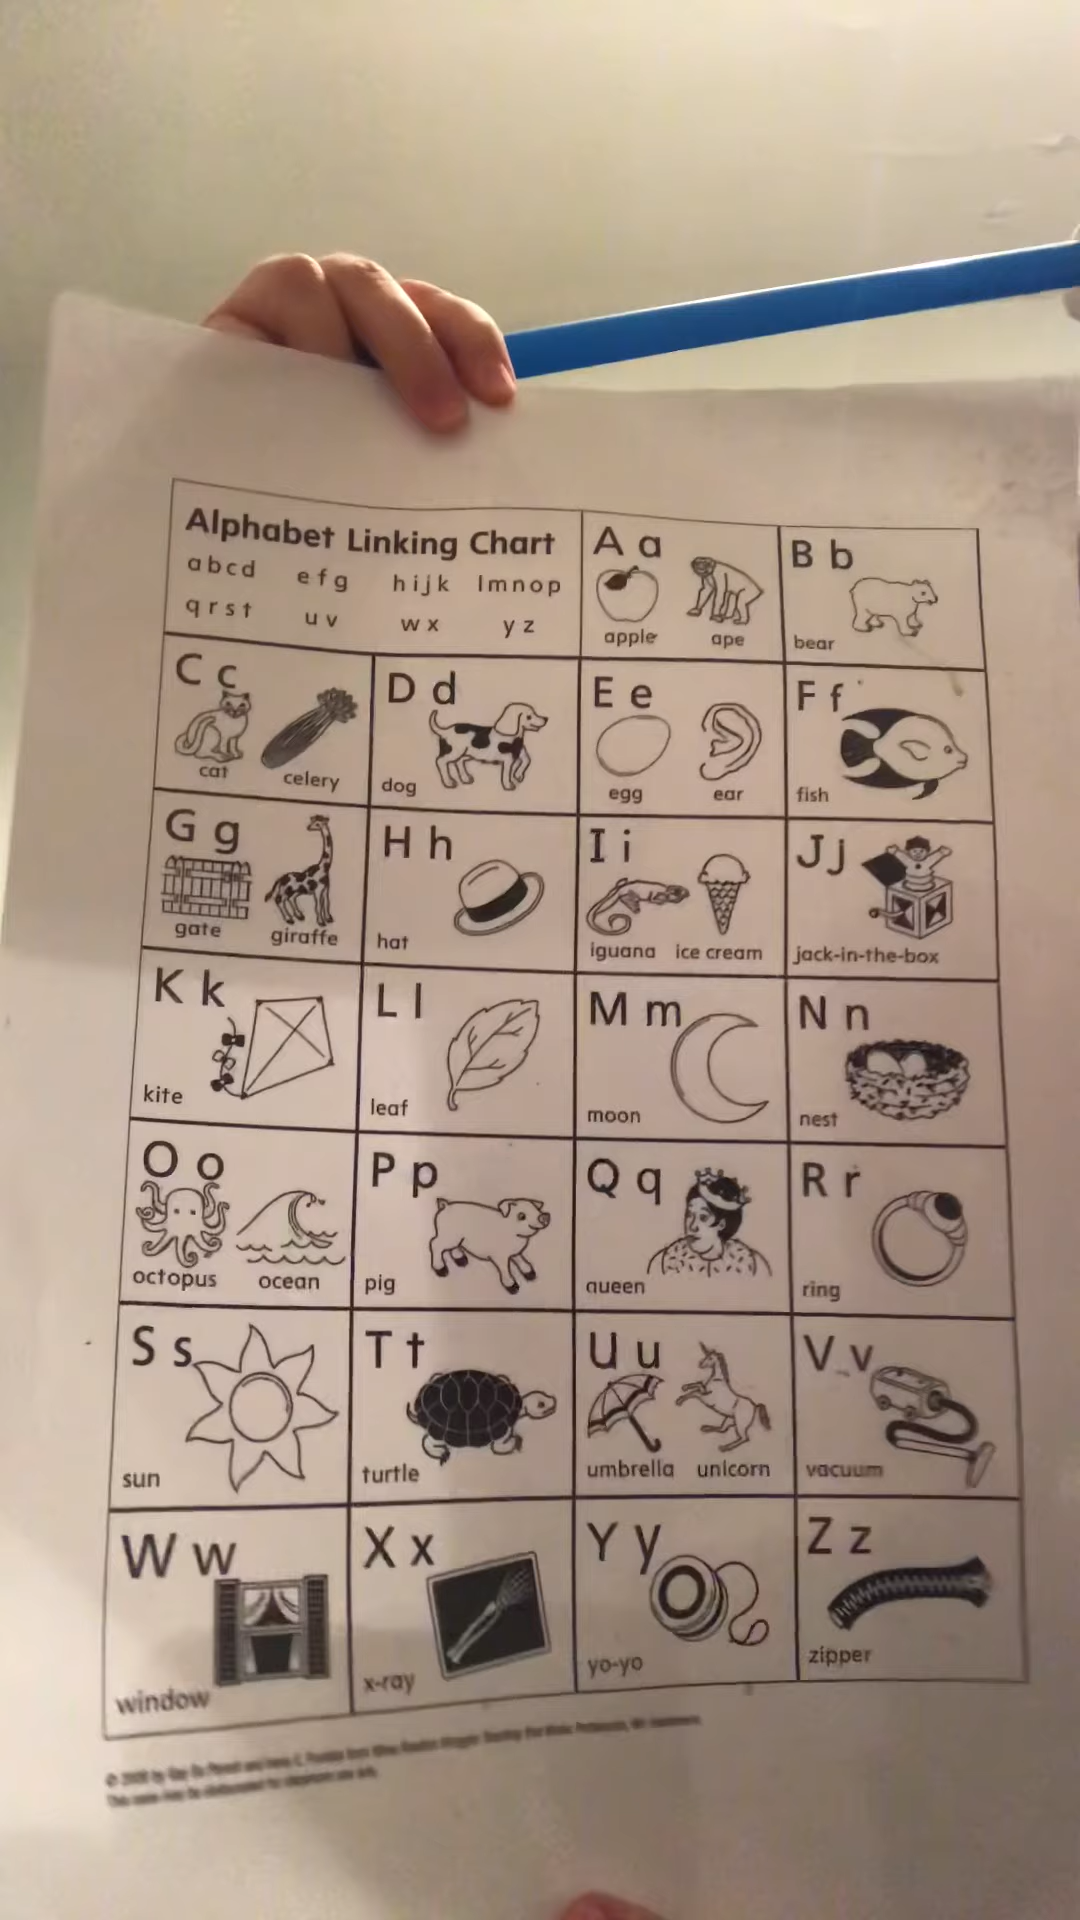 Alphabet Linking Chart
a b c d e f g h i j k l m n o p
q r s t u v w x y z
A a
apple ape
B b
bear
C c
cat celery
D d
dog
E e
egg ear
F f
fish
G g
gate giraffe
H h
hat
I i
iguana ice cream
J j
jack-in-the-box
K k
kite
L l
leaf
M m
moon
N n
nest
O o
octopus ocean
P p
pig
Q q
queen
R r
ring
S s
sun
T t
turtle
U u
umbrella unicorn
V v
vacuum
W w
window
X x
x-ray
Y y
yo-yo
Z z
zipper